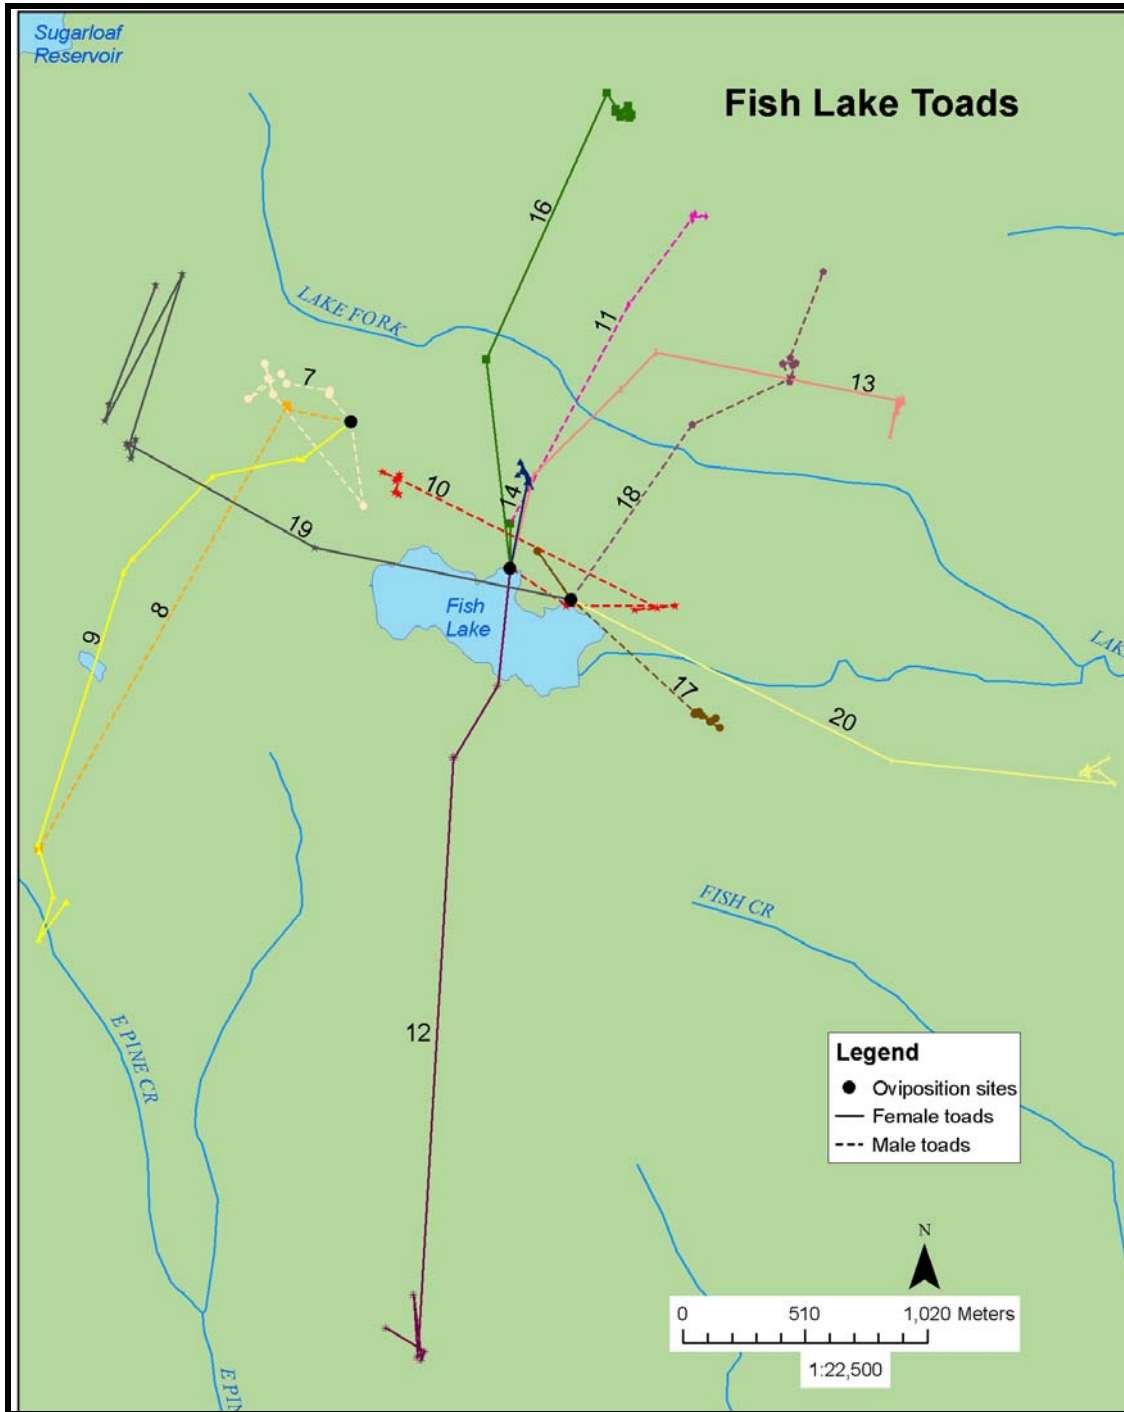 Sugarloaf
Reservoir
Fish Lake Toads
16
LAKE FORK
11
7
13
10
14
18
19
8
Fish
Lake
9
LAKE
17
20
FISH CR
12
E PINE CR
Legend
Oviposition sites
Female toads
Male toads
N
0 510 1,020 Meters
1:22,500
E PIN